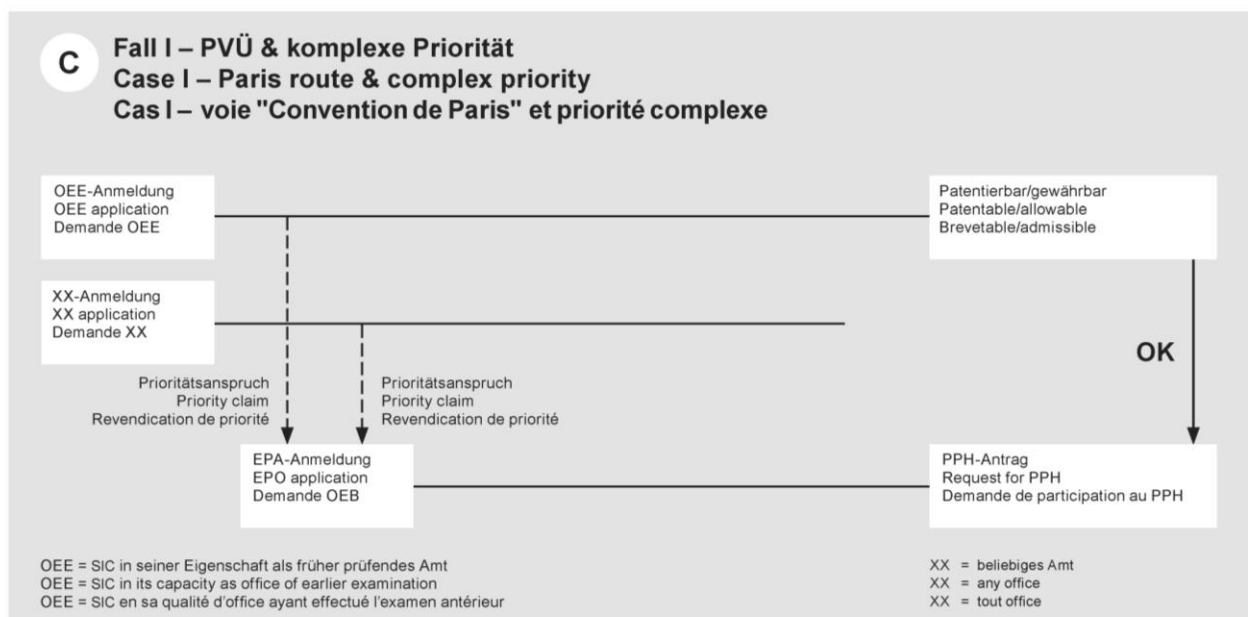 C
Fall I – PVÜ & komplexe Priorität
Case I – Paris route & complex priority
Cas I – voie "Convention de Paris" et priorité complexe
OEE-Anmeldung
OEE application
Demande OEE
Patentierbar/gewährbar
Patentable/allowable
Brevetable/admissible
XX-Anmeldung
XX application
Demande XX
OK
Prioritätsanspruch
Priority claim
Revendication de priorité
Prioritätsanspruch
Priority claim
Revendication de priorité
EPA-Anmeldung
EPO application
Demande OEB
PPH-Antrag
Request for PPH
Demande de participation au PPH
OEE = SIC in seiner Eigenschaft als früher prüfendes Amt
OEE = SIC in its capacity as office of earlier examination
OEE = SIC en sa qualité d'office ayant effectué l'examen antérieur
XX = beliebiges Amt
XX = any office
XX = tout office